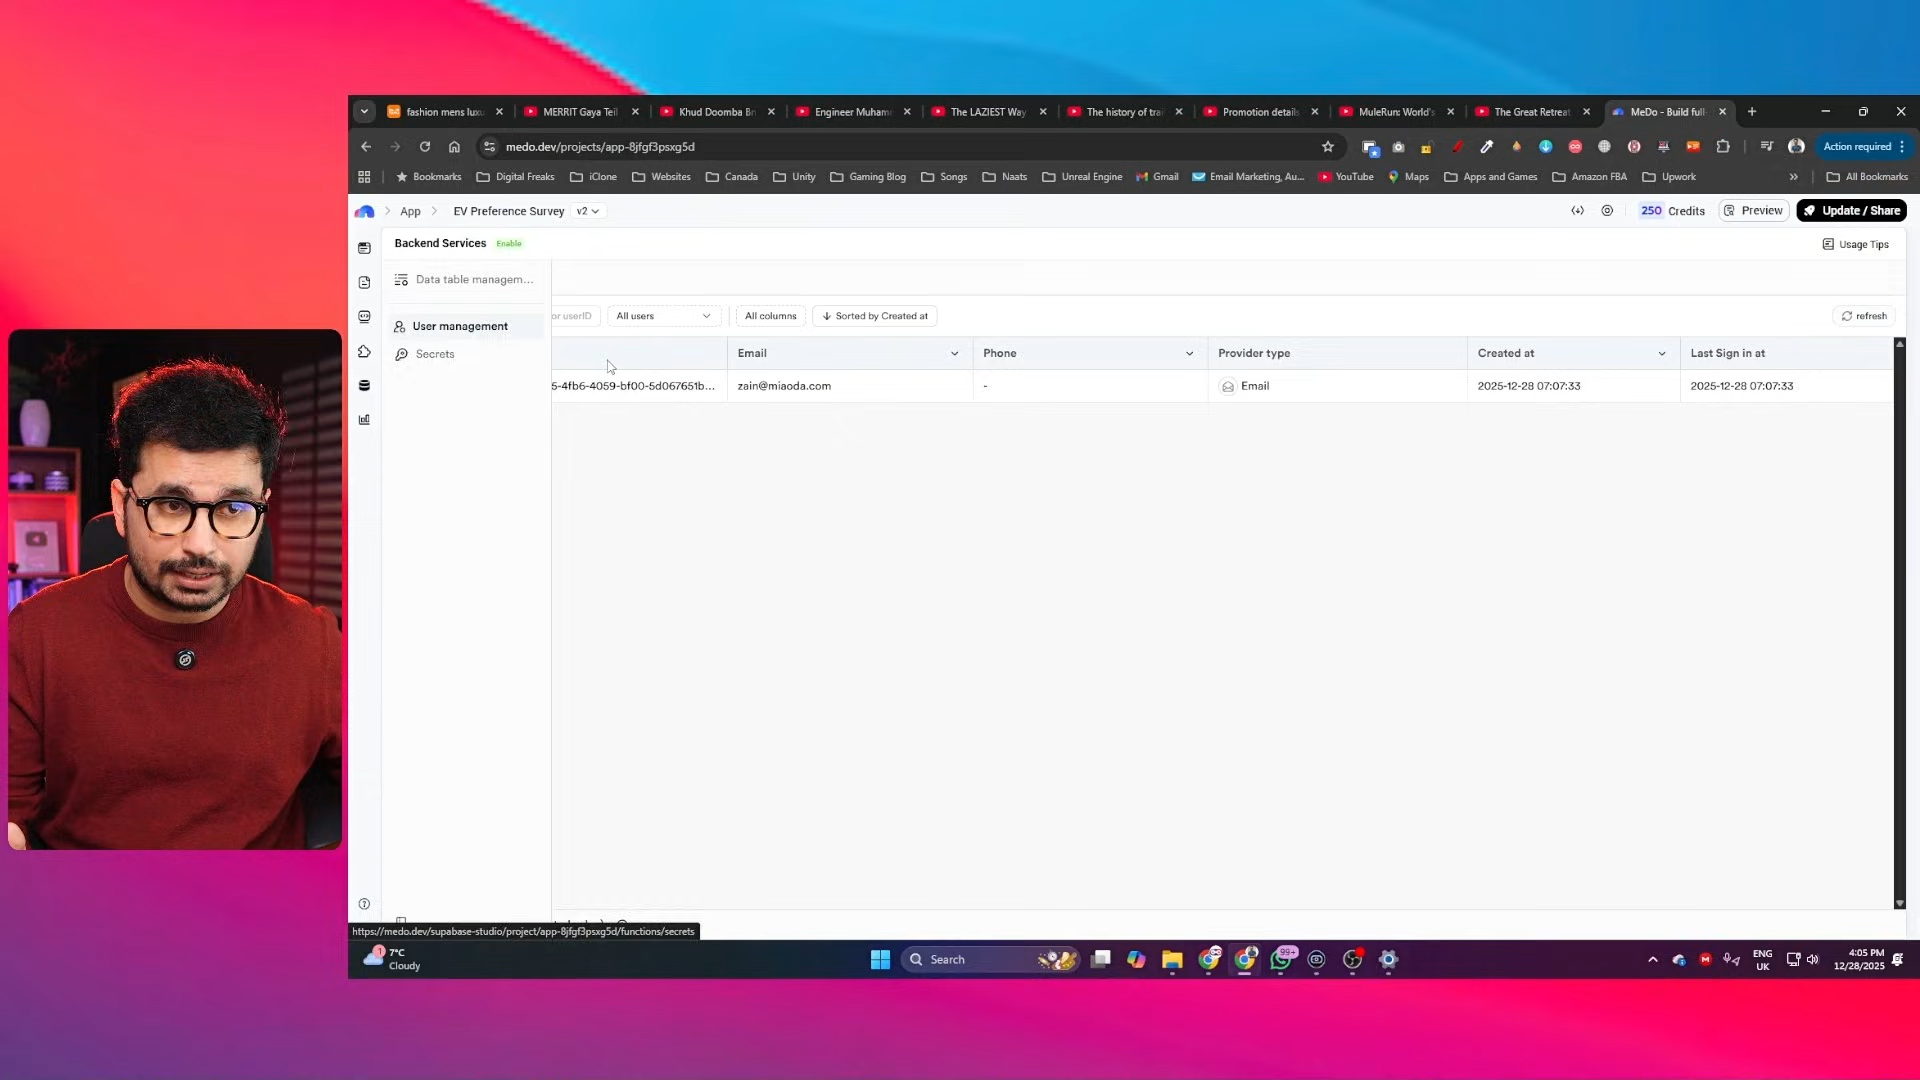 fashion mens luxu
MERRIT Gaya Teil
Khud Doomba Bn
Engineer Muhamm
The LAZIEST Way
The history of trai
Promotion details
MuleRun: World's
The Great Retreat
MeDo - Build full-
medo.dev/projects/app-8jfgf3psxg5d
Action required
Bookmarks
Digital Freaks
iClone
Websites
Canada
Unity
Gaming Blog
Songs
Naats
Unreal Engine
Gmail
Email Marketing, Au...
YouTube
Maps
Apps and Games
Amazon FBA
Upwork
All Bookmarks
App
EV Preference Survey
v2
250 Credits
Preview
Update / Share
Backend Services
Enable
Usage Tips
Data table managem...
User management
Secrets
or userID
All users
All columns
Sorted by Created at
refresh
Email
Phone
Provider type
Created at
Last Sign in at
5-4fb6-4059-bf00-5d067651b...
zain@miaoda.com
-
Email
2025-12-28 07:07:33
2025-12-28 07:07:33
https://medo.dev/supabase-studio/project/app-8jfgf3psxg5d/functions/secrets
1
7°C
Cloudy
Search
99+
ENG
UK
4:05 PM
12/28/2025